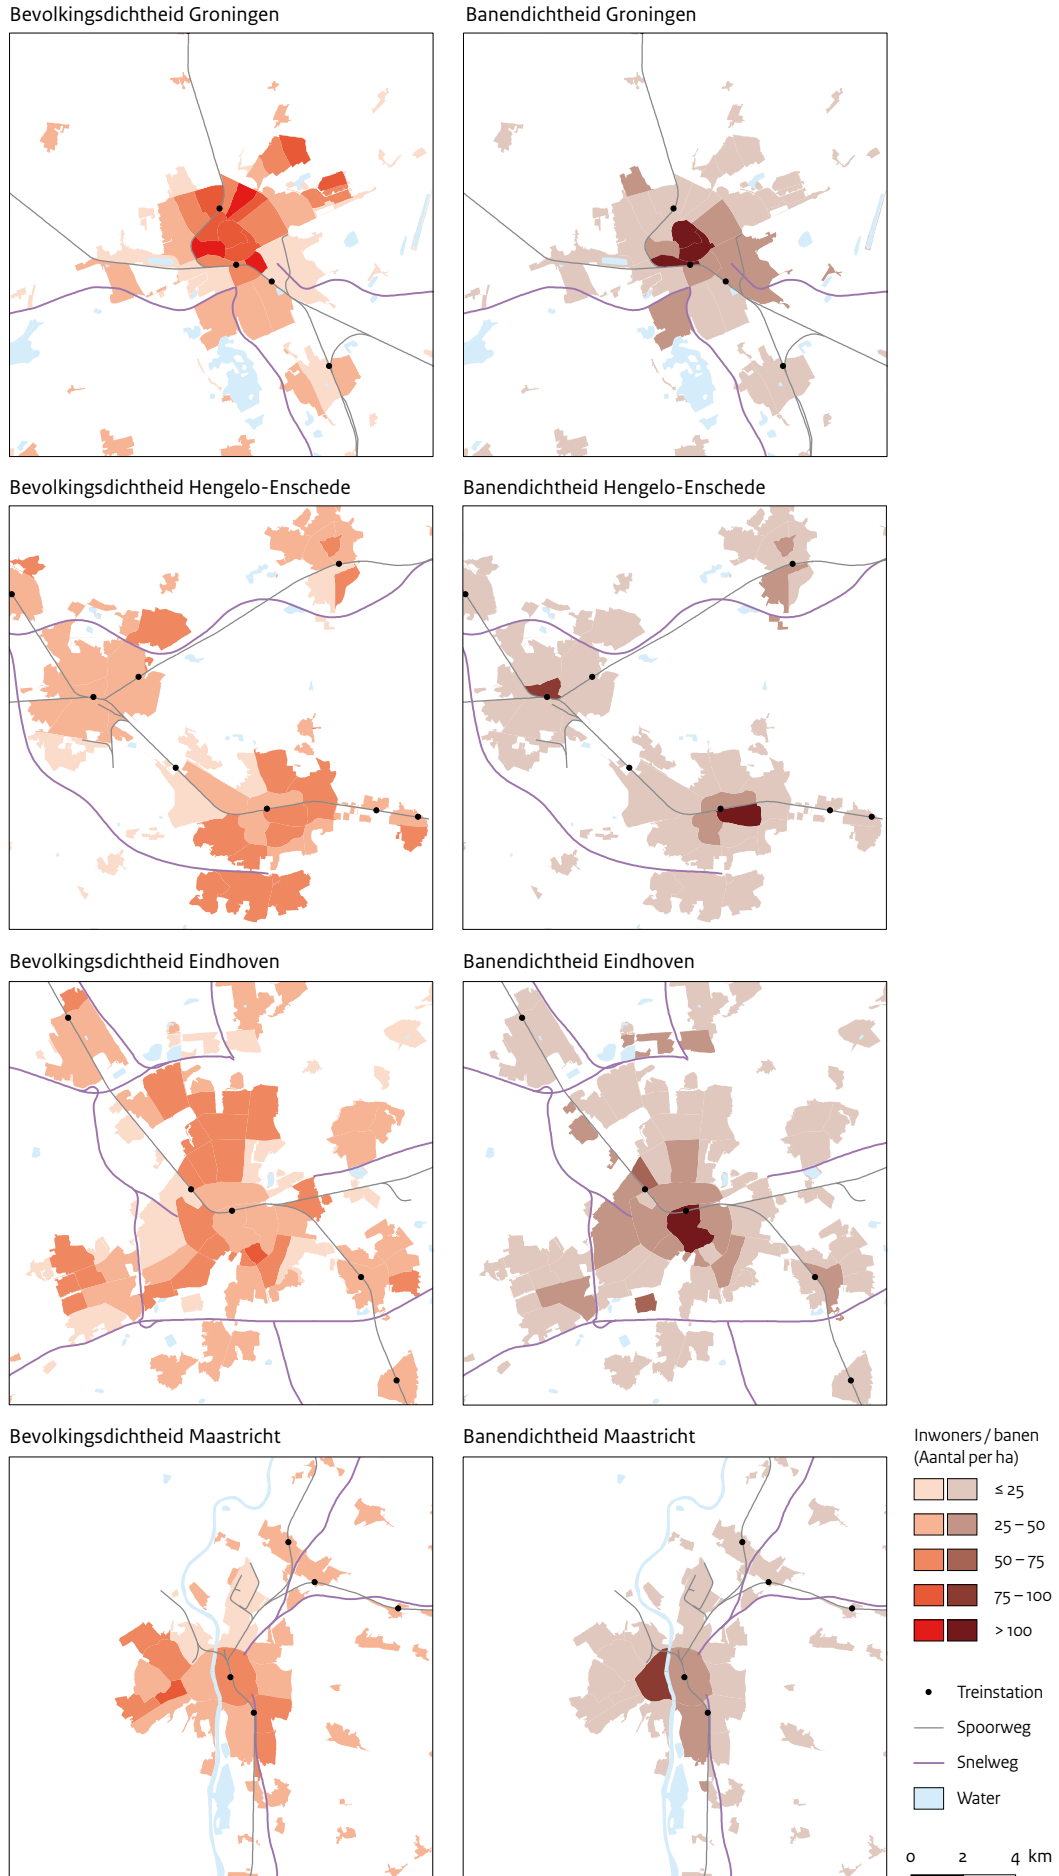 Bevolkingsdichtheid Groningen
Banendichtheid Groningen
Bevolkingsdichtheid Hengelo-Enschede
Banendichtheid Hengelo-Enschede
Bevolkingsdichtheid Eindhoven
Banendichtheid Eindhoven
Bevolkingsdichtheid Maastricht
Banendichtheid Maastricht
Inwoners / banen
(Aantal per ha)
≤ 25
25 – 50
50 – 75
75 – 100
> 100
Treinstation
Spoorweg
Snelweg
Water
0 2 4 km